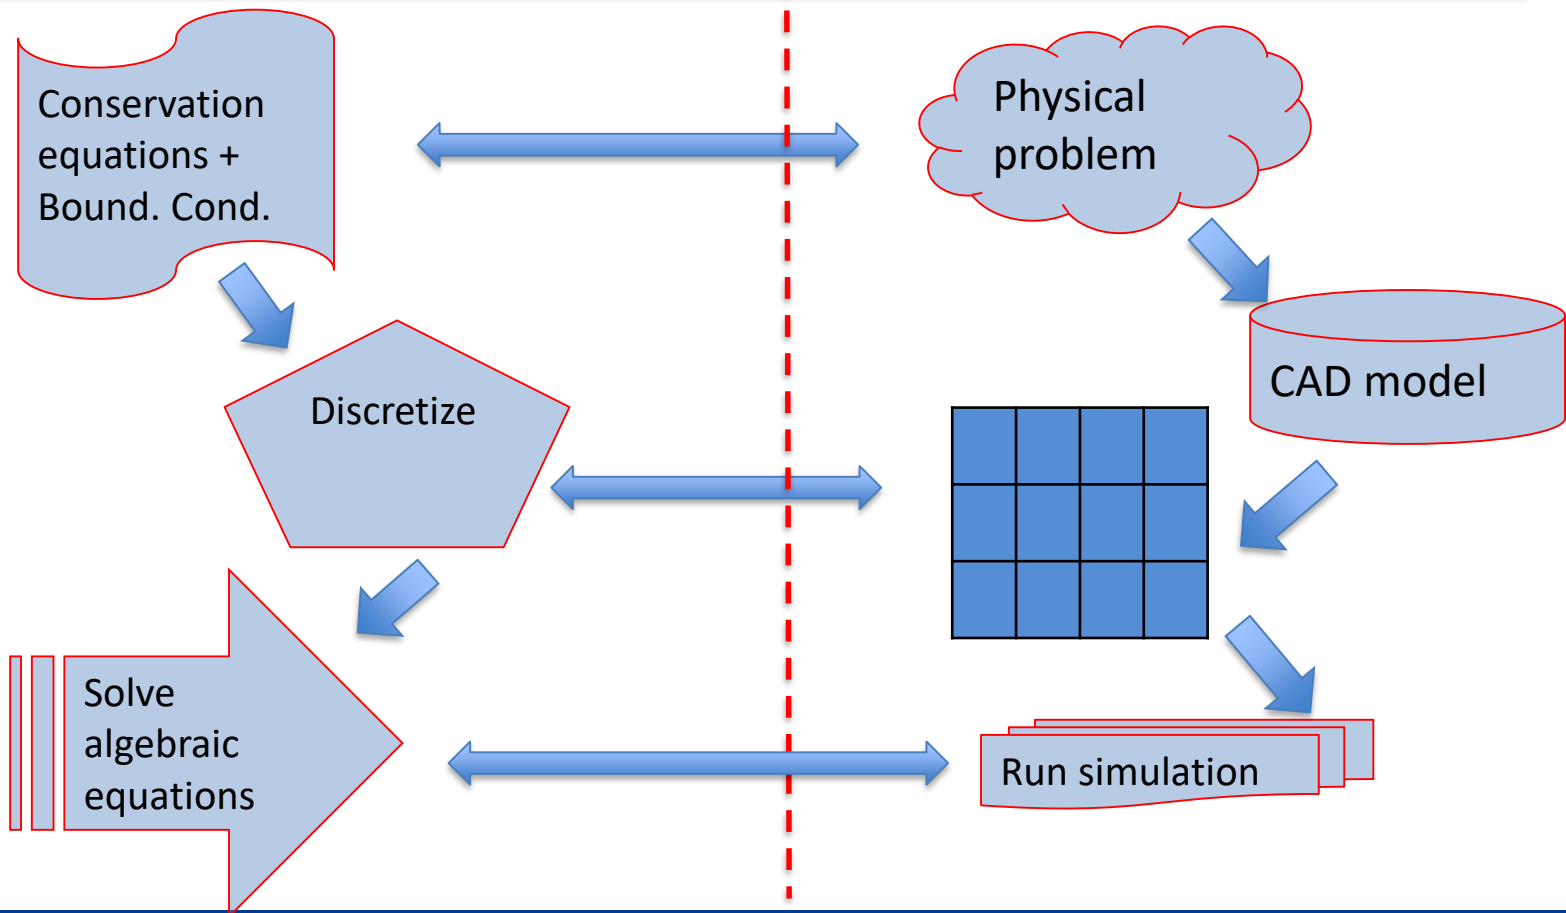 Conservation
equations +
Bound. Cond.
Physical
problem
Discretize
CAD model
Solve
algebraic
equations
Run simulation